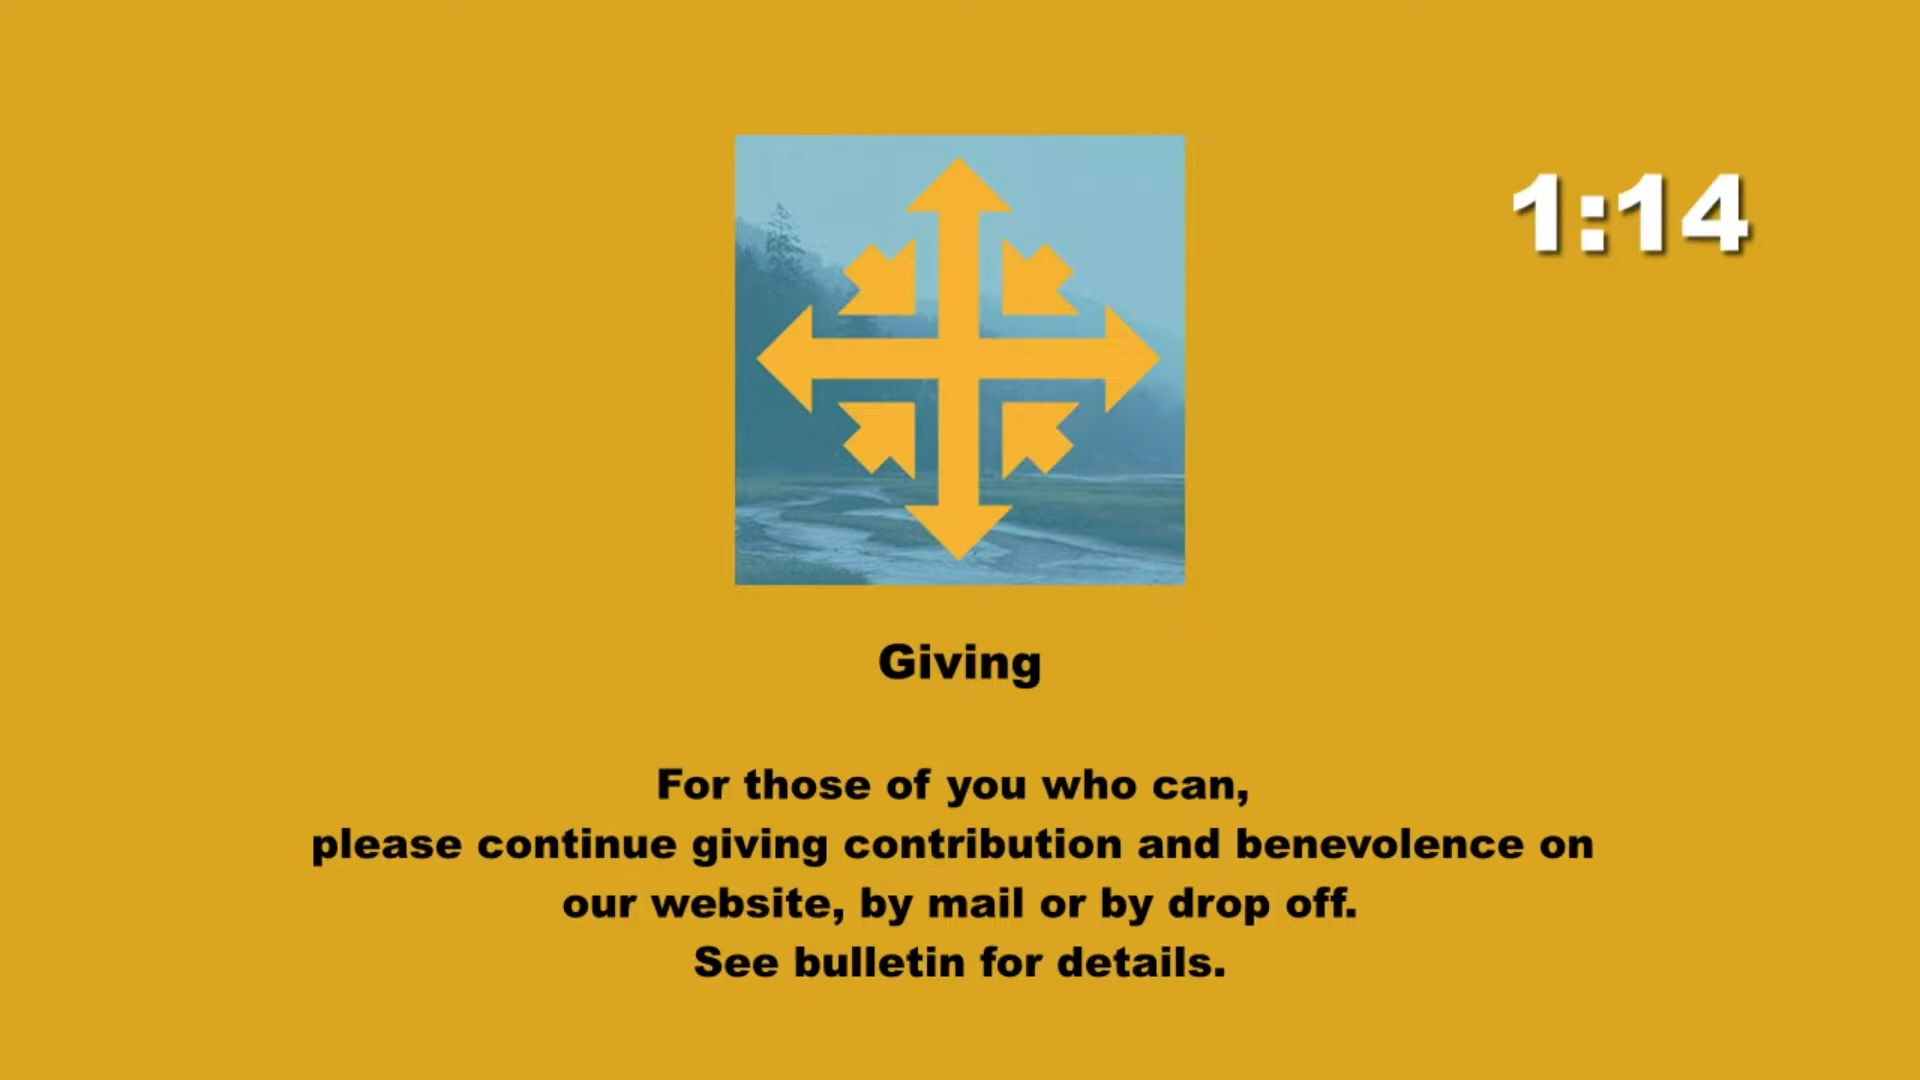 1:14
Giving
For those of you who can,
please continue giving contribution and benevolence on
our website, by mail or by drop off.
See bulletin for details.